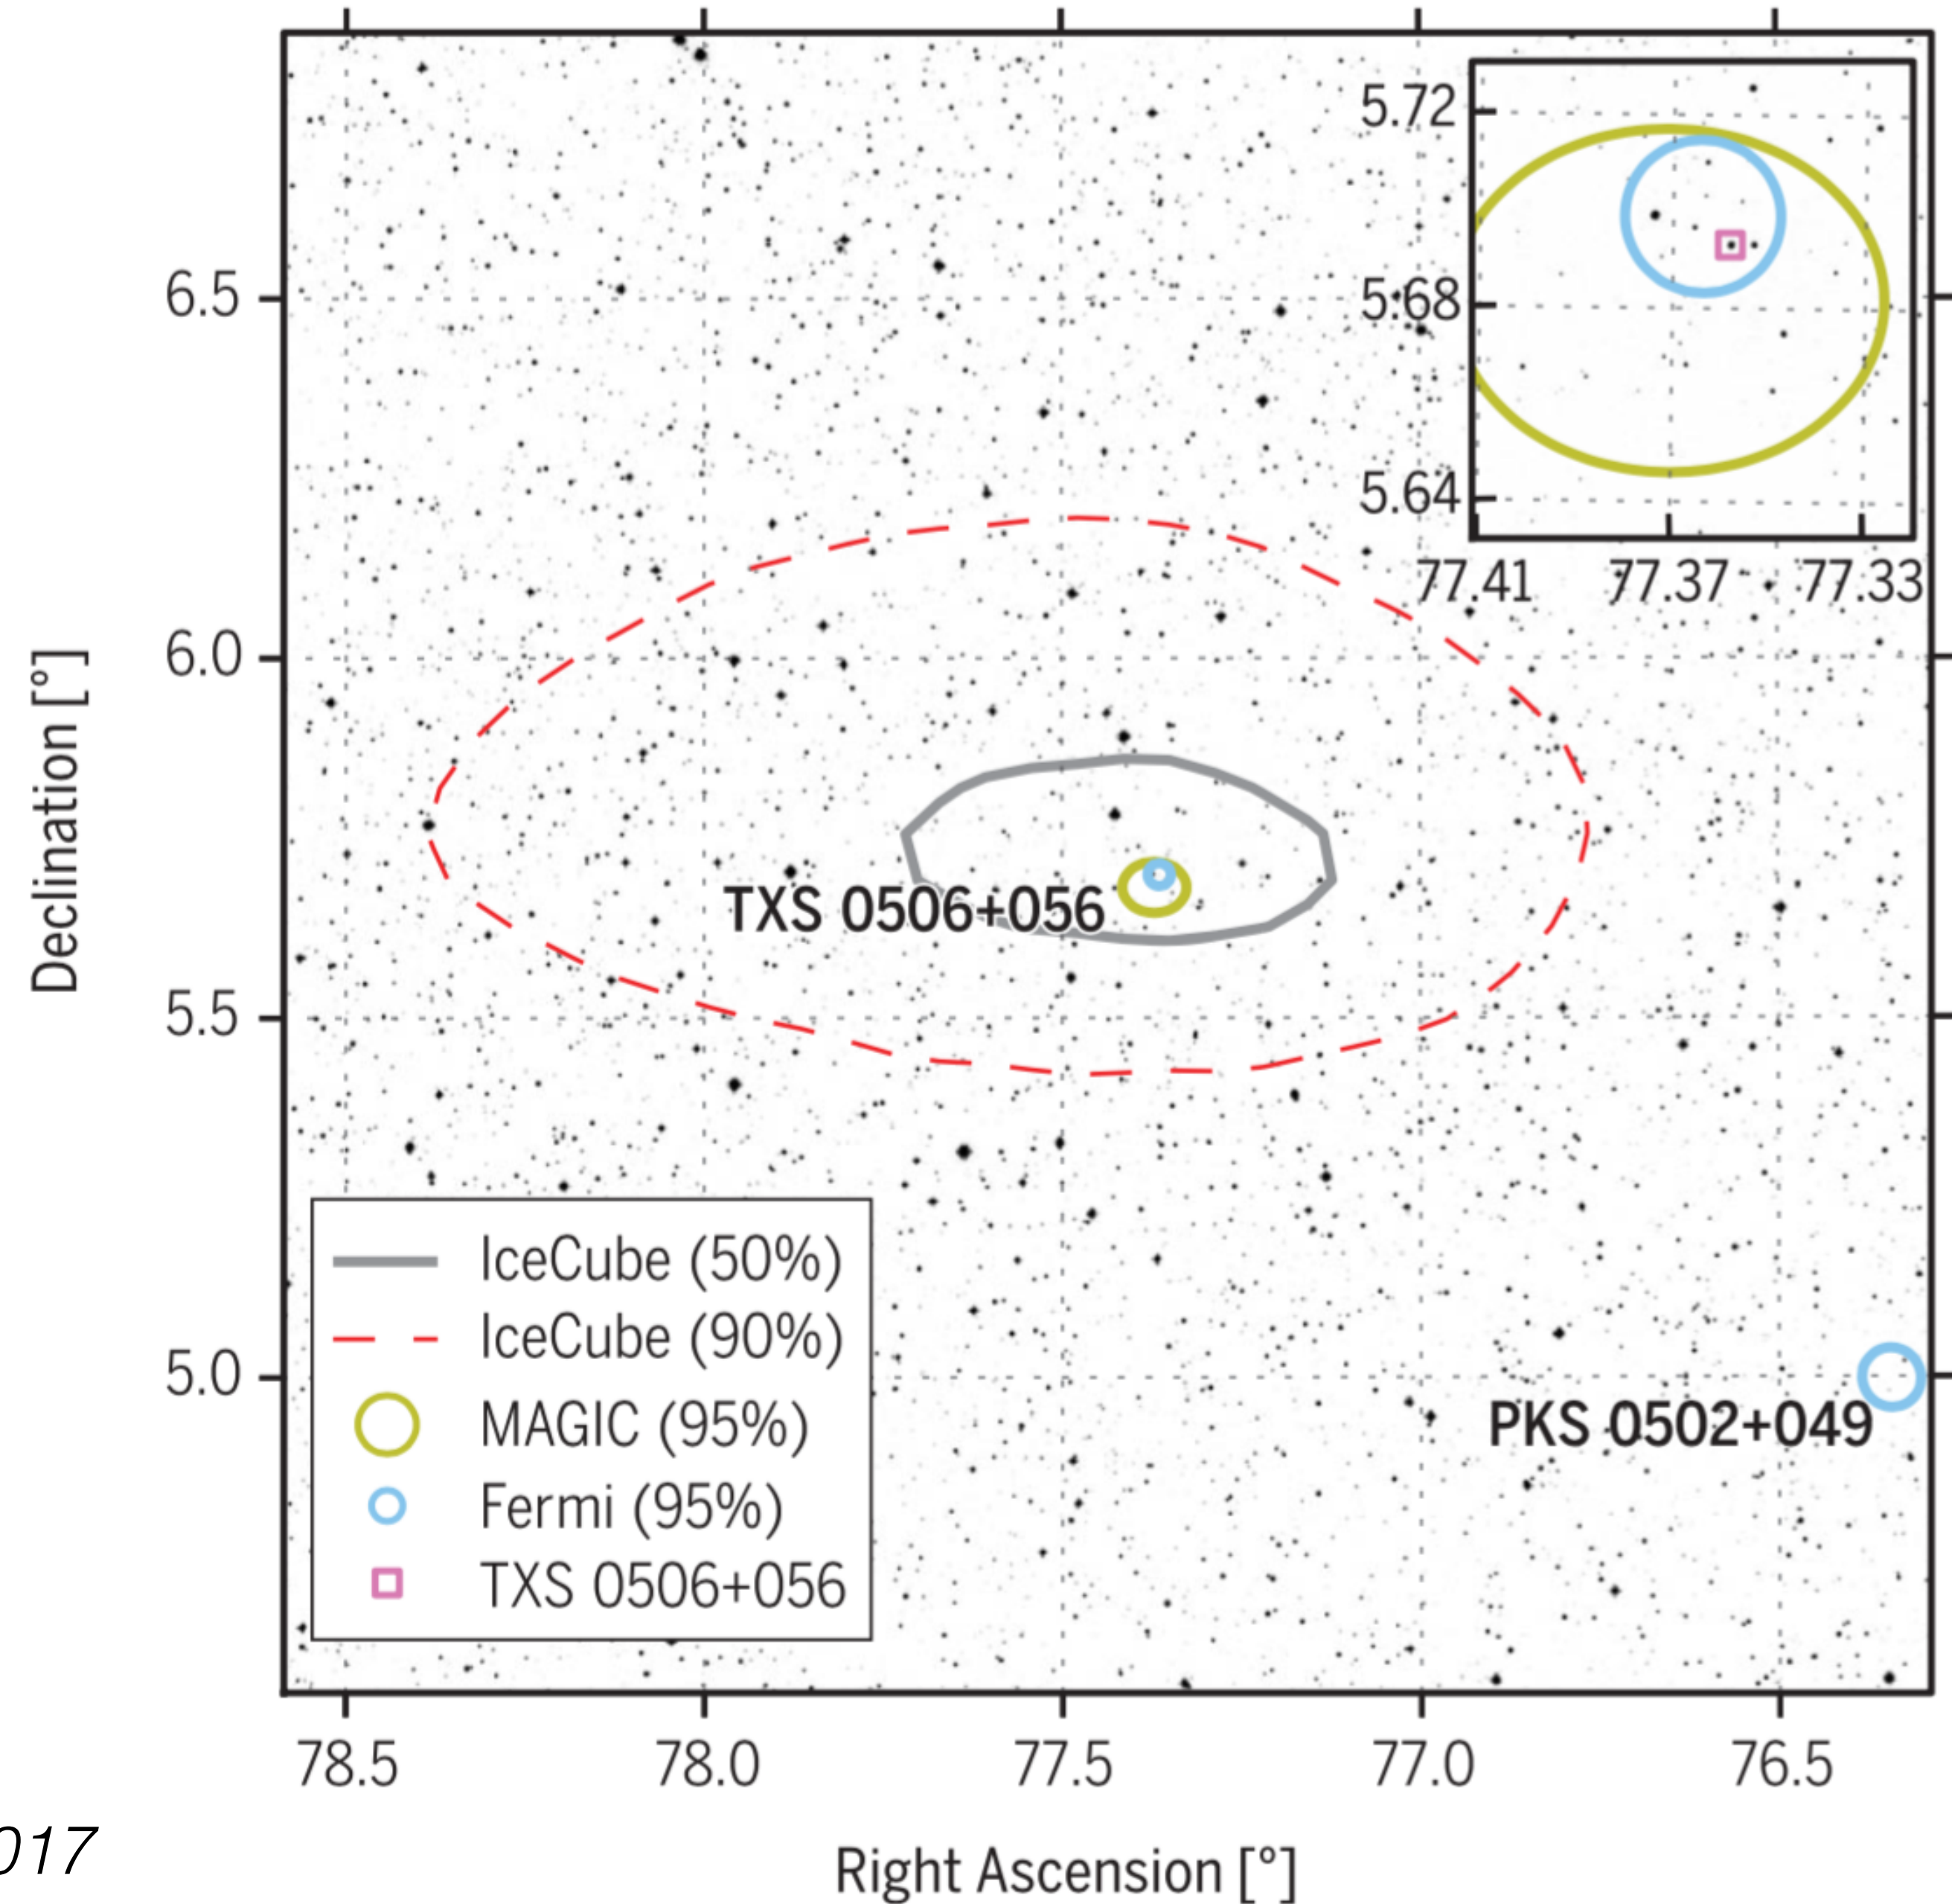 5.72
5.68
5.64
77.41 77.37 77.33
6.5
6.0
5.5
5.0
Declination [°]
TXS 0506+056
PKS 0502+049
IceCube (50%)
IceCube (90%)
MAGIC (95%)
Fermi (95%)
TXS 0506+056
78.5 78.0 77.5 77.0 76.5
Right Ascension [°]
017